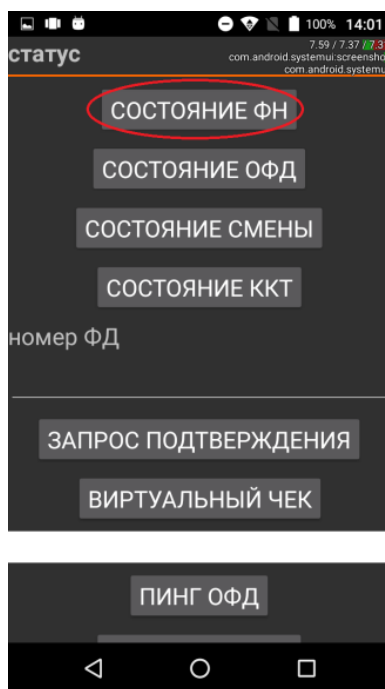 100% 14:01
статус
7.59 / 7.37
com.android.systemui:screensho
com.android.systemu
СОСТОЯНИЕ ФН
СОСТОЯНИЕ ОФД
СОСТОЯНИЕ СМЕНЫ
СОСТОЯНИЕ ККТ
номер ФД
ЗАПРОС ПОДТВЕРЖДЕНИЯ
ВИРТУАЛЬНЫЙ ЧЕК
ПИНГ ОФД